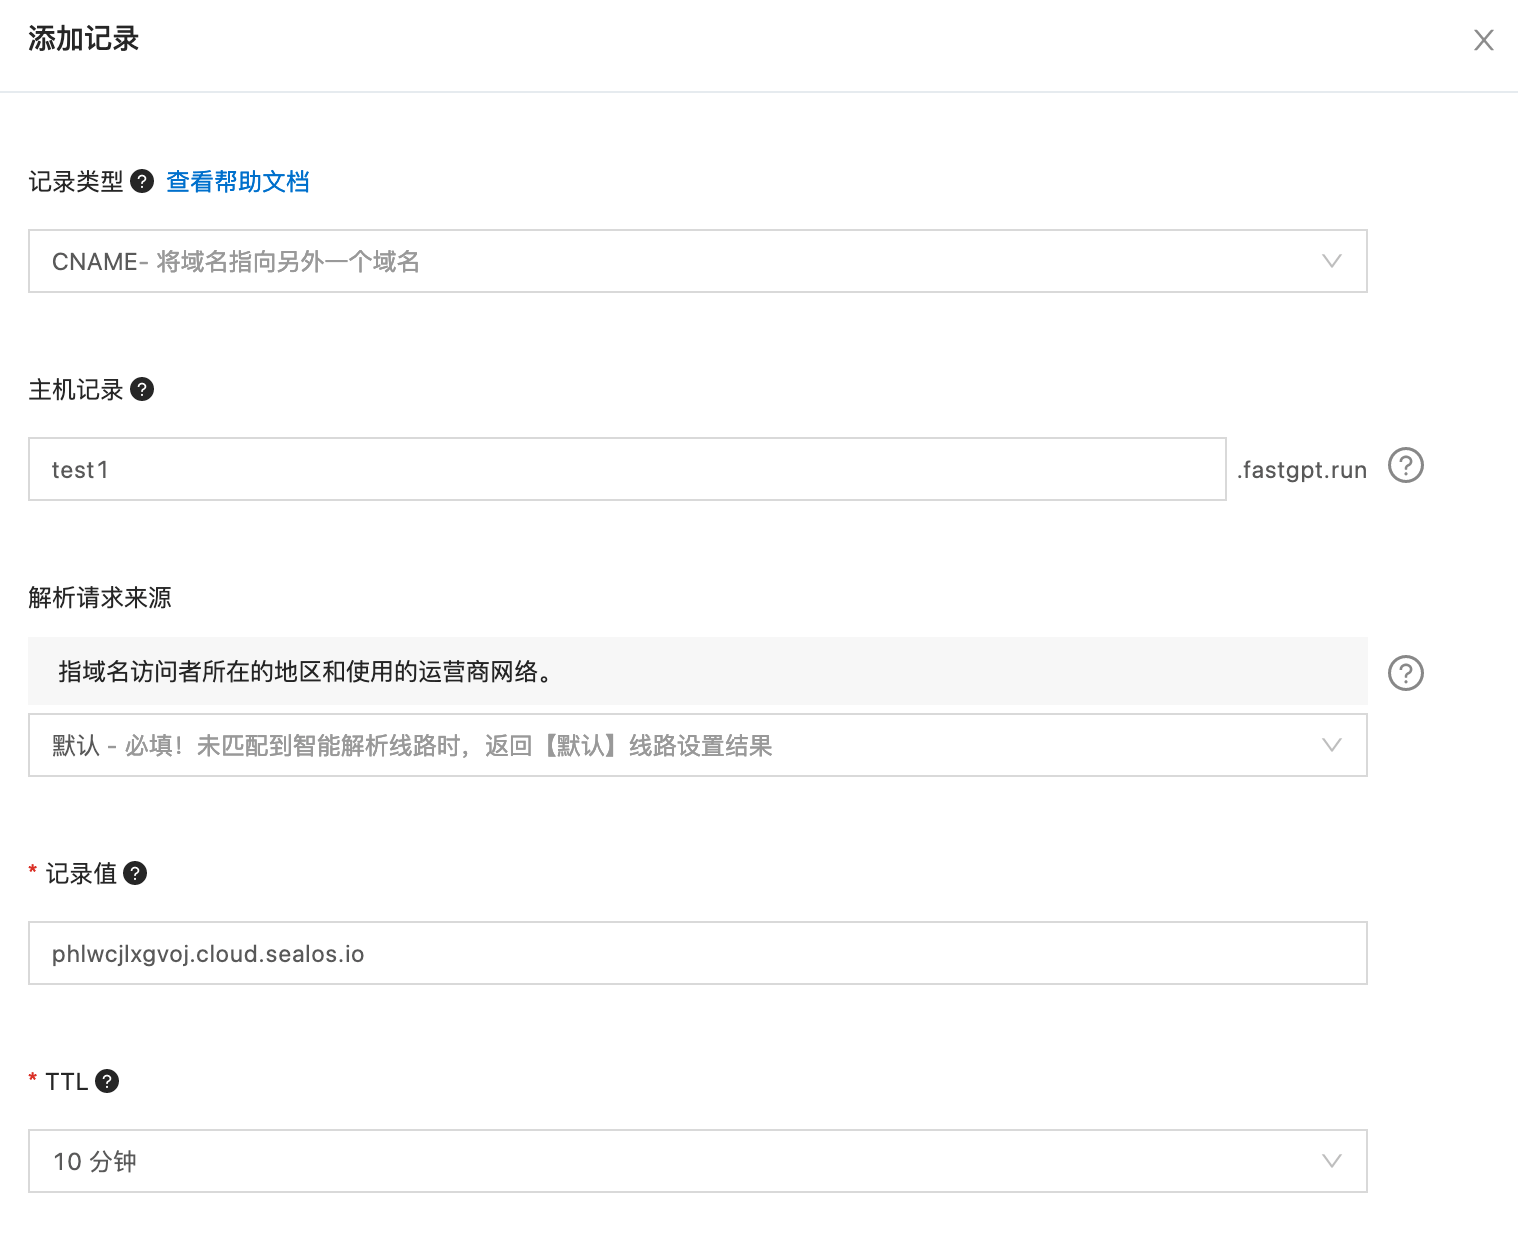 添加记录
记录类型 ? 查看帮助文档
CNAME- 将域名指向另外一个域名
主机记录 ?
test1 .fastgpt.run ?
解析请求来源
指域名访问者所在的地区和使用的运营商网络。 ?
默认 - 必填！未匹配到智能解析线路时，返回【默认】线路设置结果
* 记录值 ?
phlwcjlxgvoj.cloud.sealos.io
* TTL ?
10 分钟